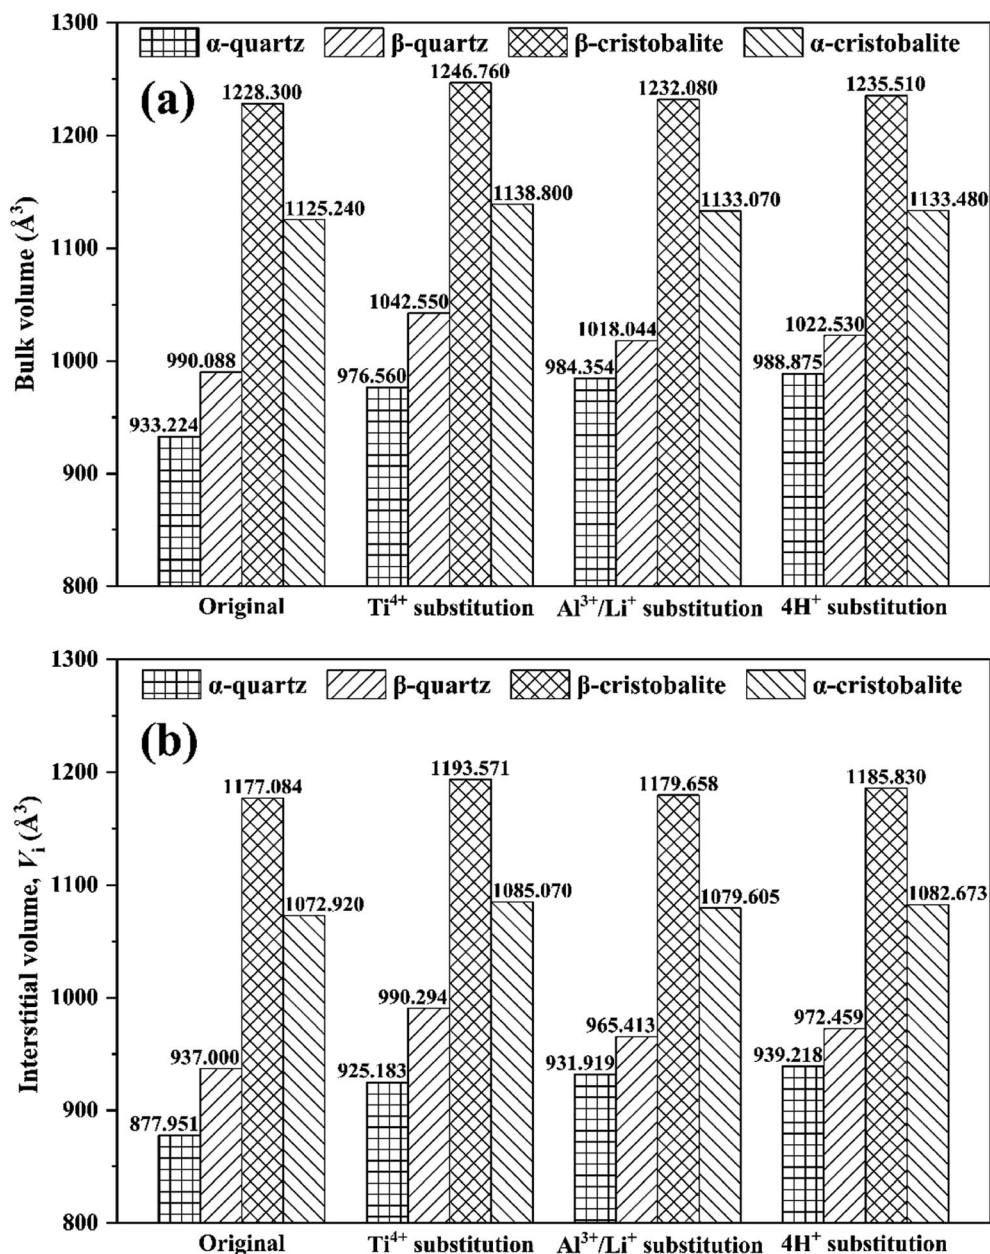 1300
α-quartz β-quartz β-cristobalite α-cristobalite
(a)
1246.760
1228.300 1232.080 1235.510
1200
1125.240 1138.800 1133.070 1133.480
1100
1042.550
1018.044 1022.530
990.088 976.560 984.354 988.875
1000
933.224
900
800
Bulk volume (Å³)
Original Ti⁴⁺ substitution Al³⁺/Li⁺ substitution 4H⁺ substitution
1300
α-quartz β-quartz β-cristobalite α-cristobalite
(b)
1177.084 1193.571 1179.658 1185.830
1200
1072.920 1085.070 1079.605 1082.673
1100
990.294
1000
937.000 925.183 965.413 972.459
931.919 939.218
877.951
900
800
Interstitial volume, Vᵢ (Å³)
Original Ti⁴⁺ substitution Al³⁺/Li⁺ substitution 4H⁺ substitution